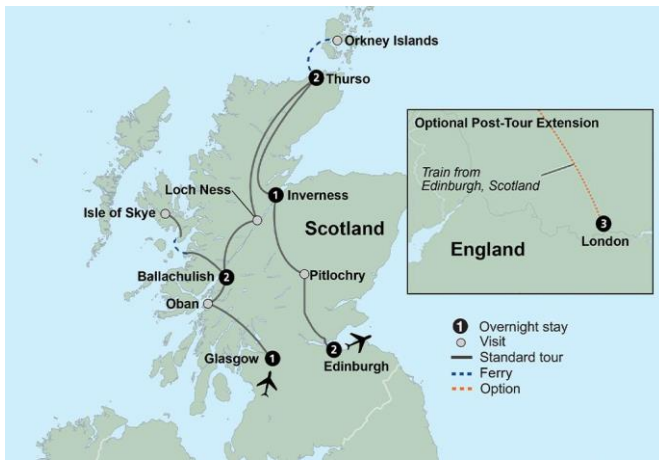 Orkney Islands
2 Thurso
Optional Post-Tour Extension
Train from
Edinburgh, Scotland
3
London
England
Loch Ness
1 Inverness
Isle of Skye
Scotland
Ballachulish 2
Pitlochry
Oban
Glasgow 1
2
Edinburgh
1 Overnight stay
Visit
Standard tour
Ferry
Option